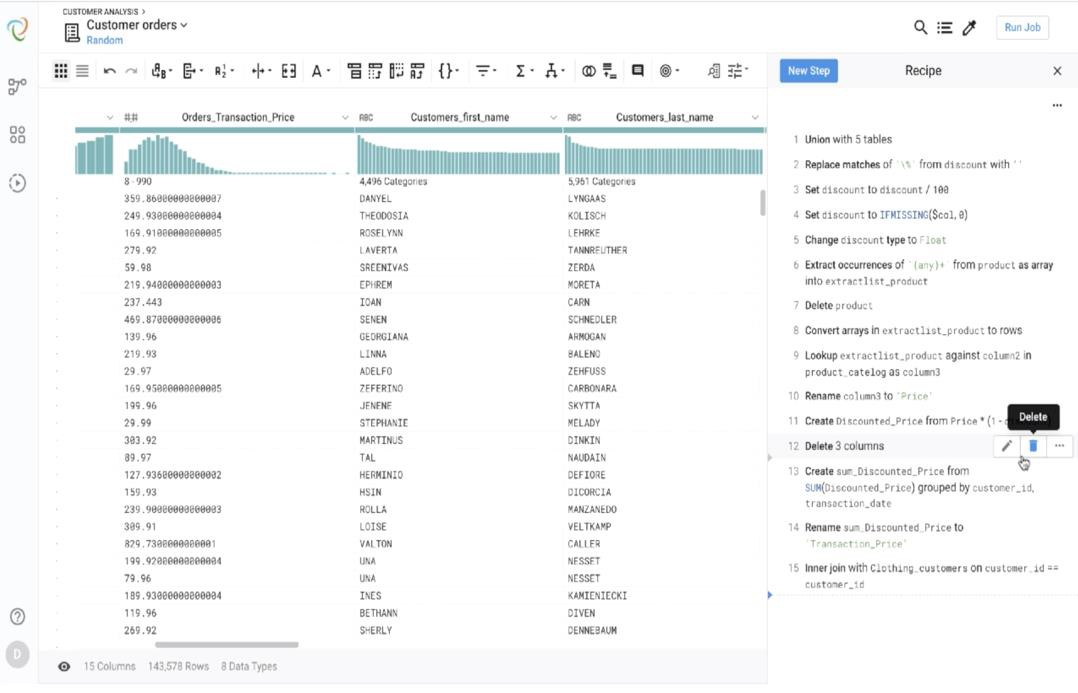 CUSTOMER ANALYSIS >
Customer orders
Random
Run Job
New Step
Recipe
##
Orders_Transaction_Price
ABC
Customers_first_name
ABC
Customers_last_name
8 - 990
4,496 Categories
5,961 Categories
359.86000000000007 DANYEL LYNGAAS
249.93000000000004 THEODOSIA KOLISCH
169.91000000000005 ROSELYNN LEHRKE
279.92 LAVERTA TANNREUTHER
59.98 SREENIVAS ZERDA
219.94000000000003 EPHREM MORETA
237.443 IOAN CARN
469.87000000000006 SENEN SCHNEDLER
139.96 GEORGIANA ARMOGAN
219.93 LINNA BALENO
29.97 ADELFO ZEHFUSS
169.95000000000005 ZEFERINO CARBONARA
199.96 JENENE SKYTTA
29.99 STEPHANIE MELADY
303.92 MARTINUS DINKIN
89.97 TAL NAUDAIN
127.93600000000002 HERMINIO DEFIORE
159.93 HSIN DICORCIA
239.90000000000003 ROLLA MANZANEDO
309.91 LOISE VELTKAMP
829.7300000000001 VALTON CALLER
199.92000000000004 UNA NESSET
79.96 UNA NESSET
189.93000000000004 INES KAMIENIECKI
119.96 BETHANN DIVEN
269.92 SHERLY DENNEBAUM
15 Columns 143,578 Rows 8 Data Types
D
1 Union with 5 tables
2 Replace matches of `\%` from discount with ''
3 Set discount to discount / 100
4 Set discount to IFMISSING($col, 0)
5 Change discount type to Float
6 Extract occurrences of `{any}+` from product as array
into extractlist_product
7 Delete product
8 Convert arrays in extractlist_product to rows
9 Lookup extractlist_product against column2 in
product_catelog as column3
10 Rename column3 to 'Price'
11 Create Discounted_Price from Price * (1 -
Delete
12 Delete 3 columns
13 Create sum_Discounted_Price from
SUM(Discounted_Price) grouped by customer_id,
transaction_date
14 Rename sum_Discounted_Price to
'Transaction_Price'
15 Inner join with Clothing_customers on customer_id ==
customer_id